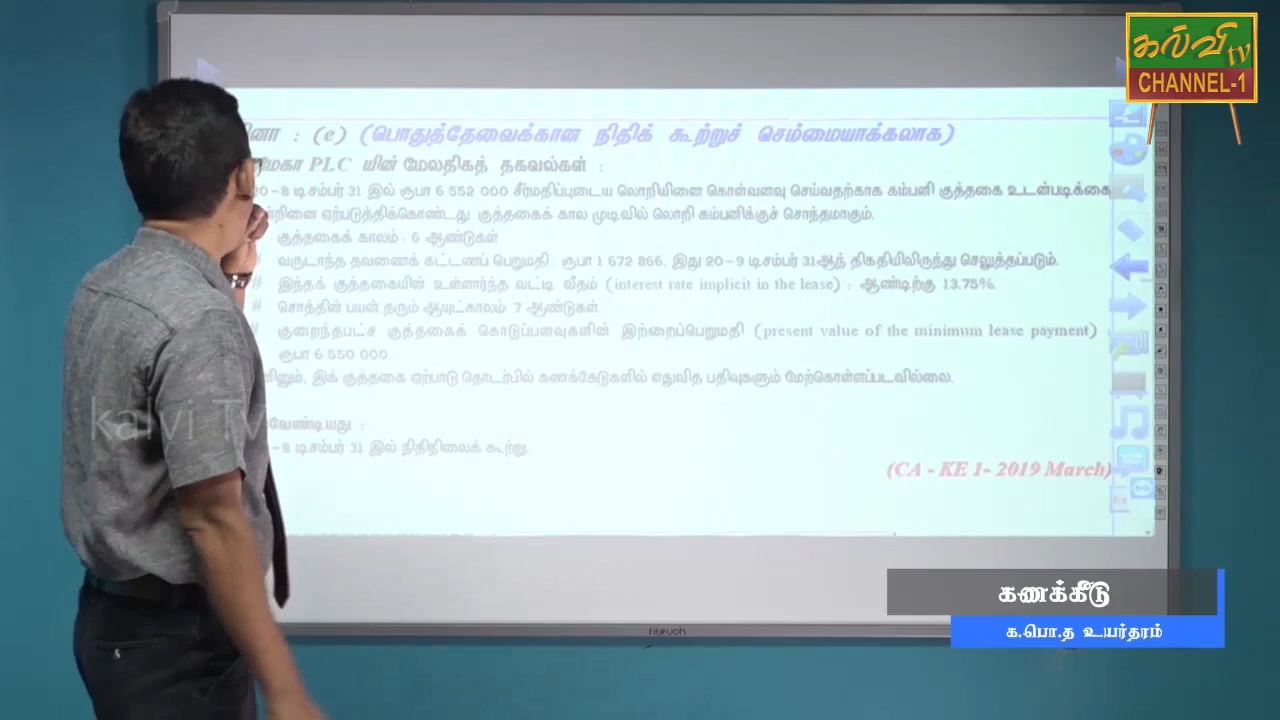 கல்வி tv
CHANNEL-1
: (e) (பொதுத்தேவைக்கான நிதிக் கூற்றுச் செம்மையாக்கலாக)
PLC யின் மேலதிகத் தகவல்கள் :
20-8 டிசம்பர் 31 இல் ரூபா 6 552 000 சீர்மதிப்புடைய லொறியினை கொள்வனவு செய்வதற்காக கம்பனி குத்தகை உடன்படிக்கை
ஏற்படுத்திக்கொண்டது. குத்தகைக் கால முடிவில் லொறி கம்பனிக்குச் சொந்தமாகும்.
குத்தகைக் காலம் : 6 ஆண்டுகள்
வருடாந்த தவணைக் கட்டணப் பெறுமதி : ரூபா 1 672 866. இது 20-9 டிசம்பர் 31ஆந் திகதியிலிருந்து செலுத்தப்படும்.
# இந்தக் குத்தகையின் உள்ளார்ந்த வட்டி வீதம் (interest rate implicit in the lease) : ஆண்டிற்கு 13.75%.
# சொத்தின் பயன் தரும் ஆயுட்காலம்: 7 ஆண்டுகள்.
# குறைந்தபட்ச குத்தகைக் கொடுப்பனவுகளின் இற்றைப்பெறுமதி (present value of the minimum lease payment) :
ரூபா 6 550 000.
இக் குத்தகை ஏற்பாடு தொடர்பில் கணக்கேடுகளில் எதுவித பதிவுகளும் மேற்கொள்ளப்படவில்லை.
வேண்டியது :
-8 டிசம்பர் 31 இல் நிதிநிலைக் கூற்று.
(CA - KE 1- 2019 March)
kalvi Tv
கணக்கீடு
க.பொ.த உயர்தரம்